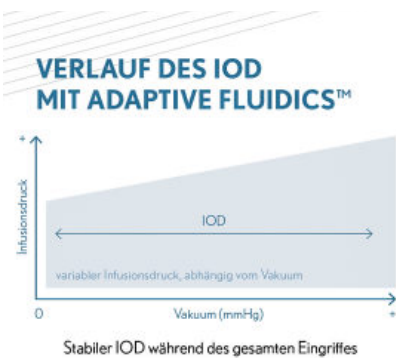 VERLAUF DES IOD
MIT ADAPTIVE FLUIDICS™
+
Infusionsdruck
IOD
variabler Infusionsdruck, abhängig vom Vakuum
0
Vakuum (mmHg)
+
Stabiler IOD während des gesamten Eingriffes